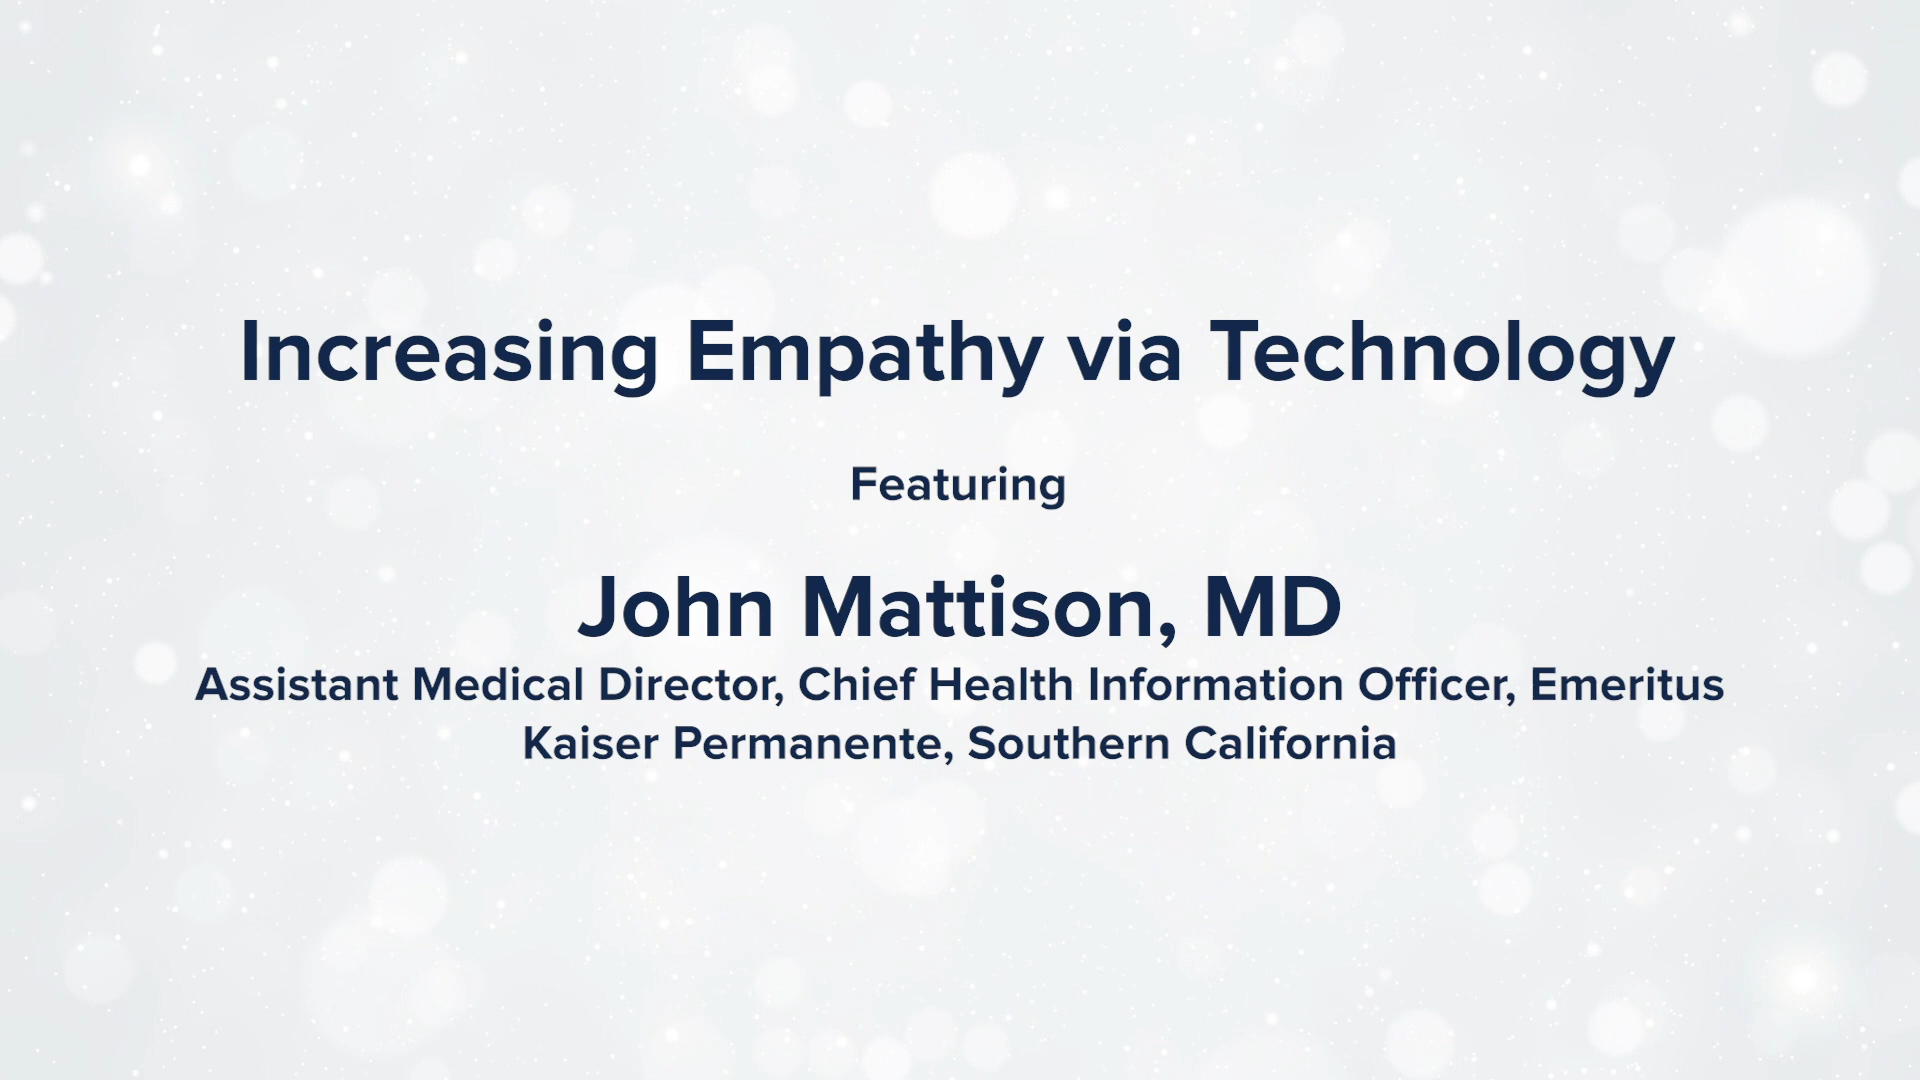 Increasing Empathy via Technology
Featuring
John Mattison, MD
Assistant Medical Director, Chief Health Information Officer, Emeritus
Kaiser Permanente, Southern California